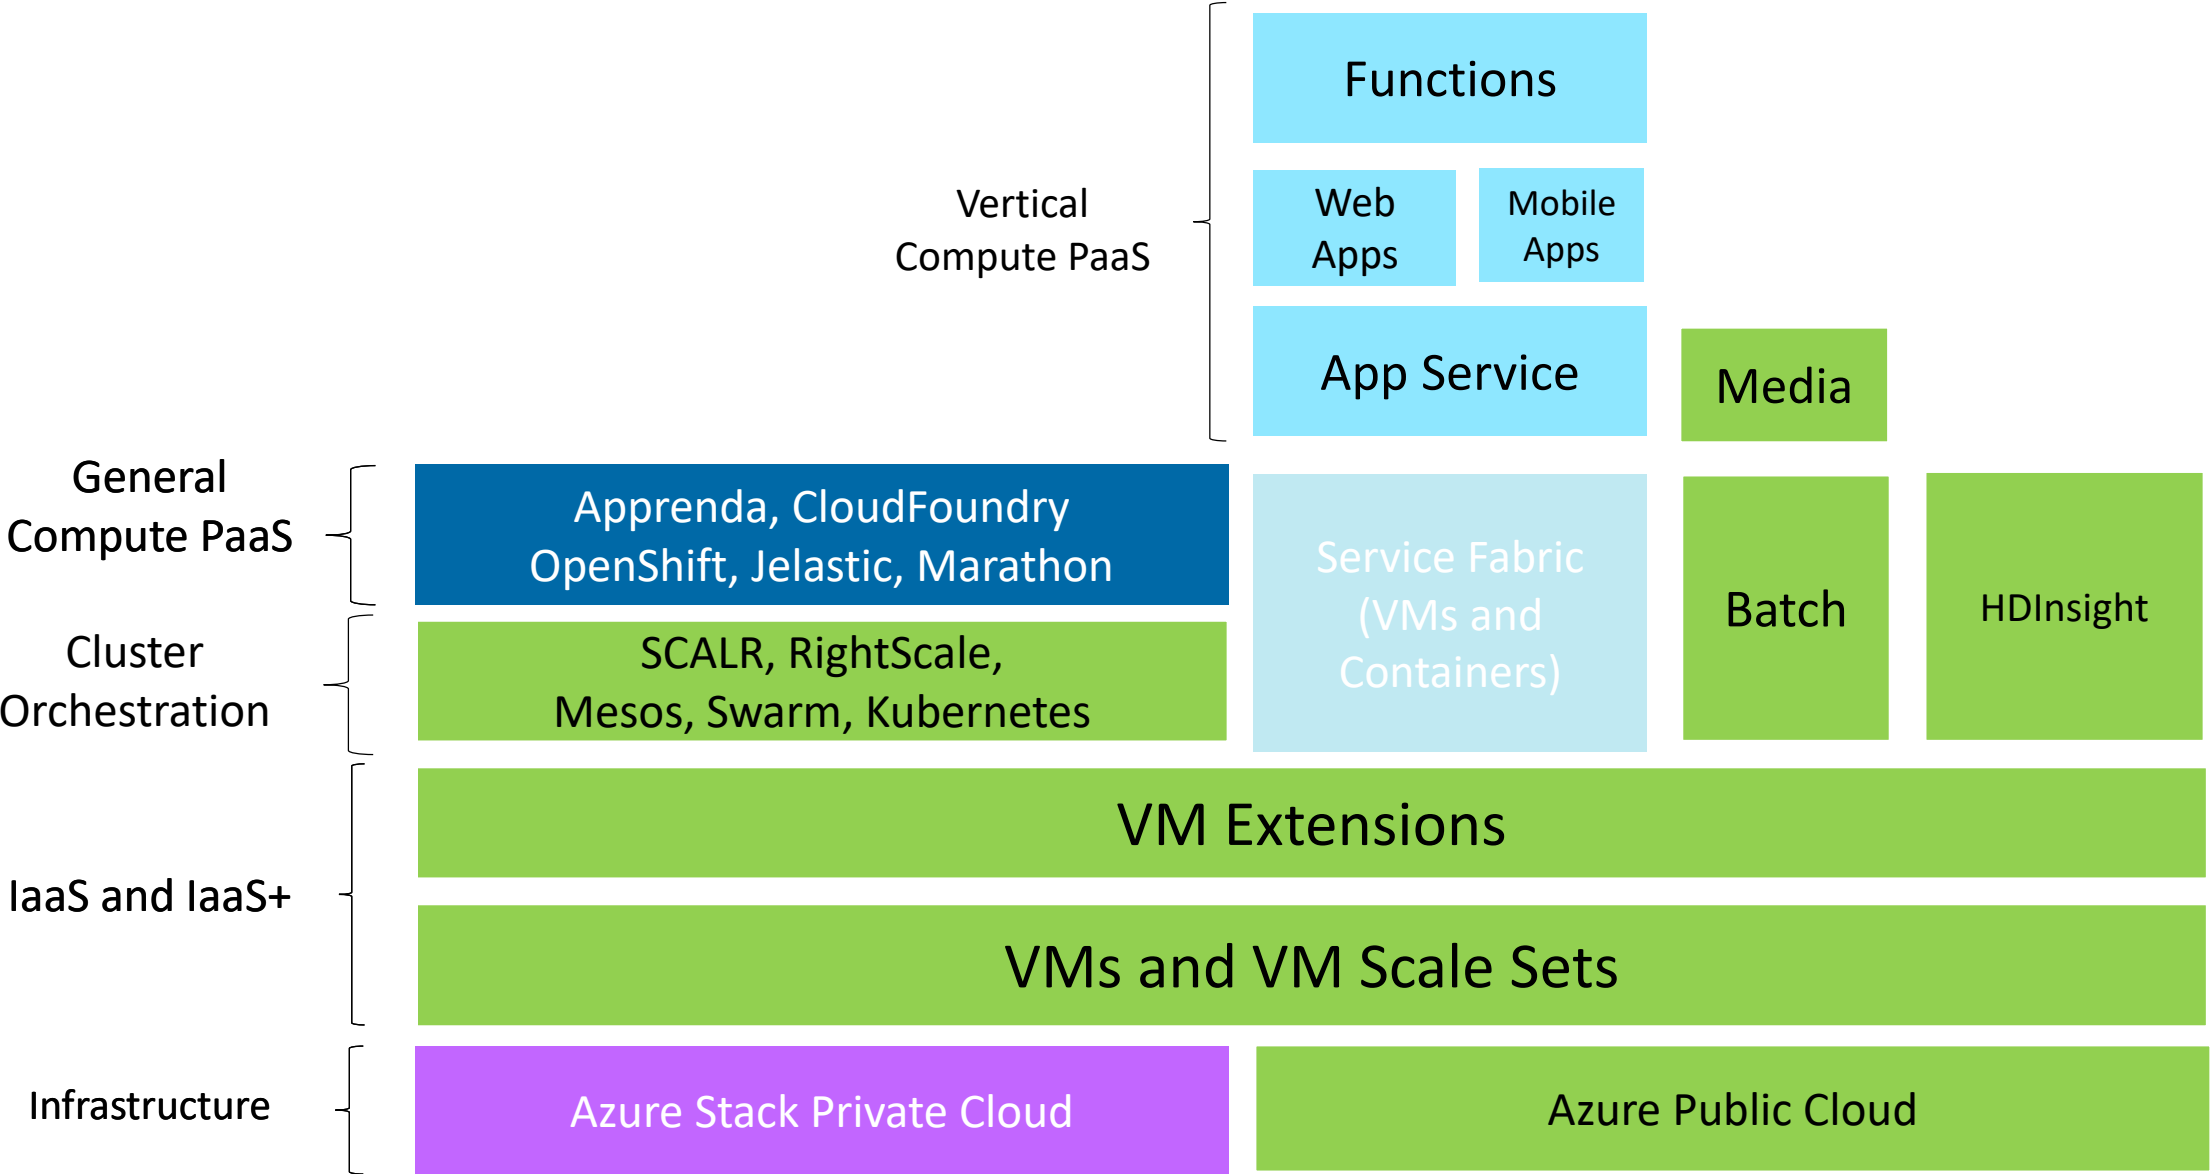 Functions
Vertical
Compute PaaS
Web
Apps
Mobile
Apps
App Service
Media
General
Compute PaaS
Apprenda, CloudFoundry
OpenShift, Jelastic, Marathon
Service Fabric
(VMs and
Containers)
Batch
HDInsight
Cluster
Orchestration
SCALR, RightScale,
Mesos, Swarm, Kubernetes
IaaS and IaaS+
VM Extensions
VMs and VM Scale Sets
Infrastructure
Azure Stack Private Cloud
Azure Public Cloud